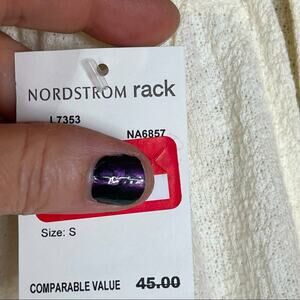 NORDSTROM rack
L7353 NA6857
Size: S
COMPARABLE VALUE 45.00